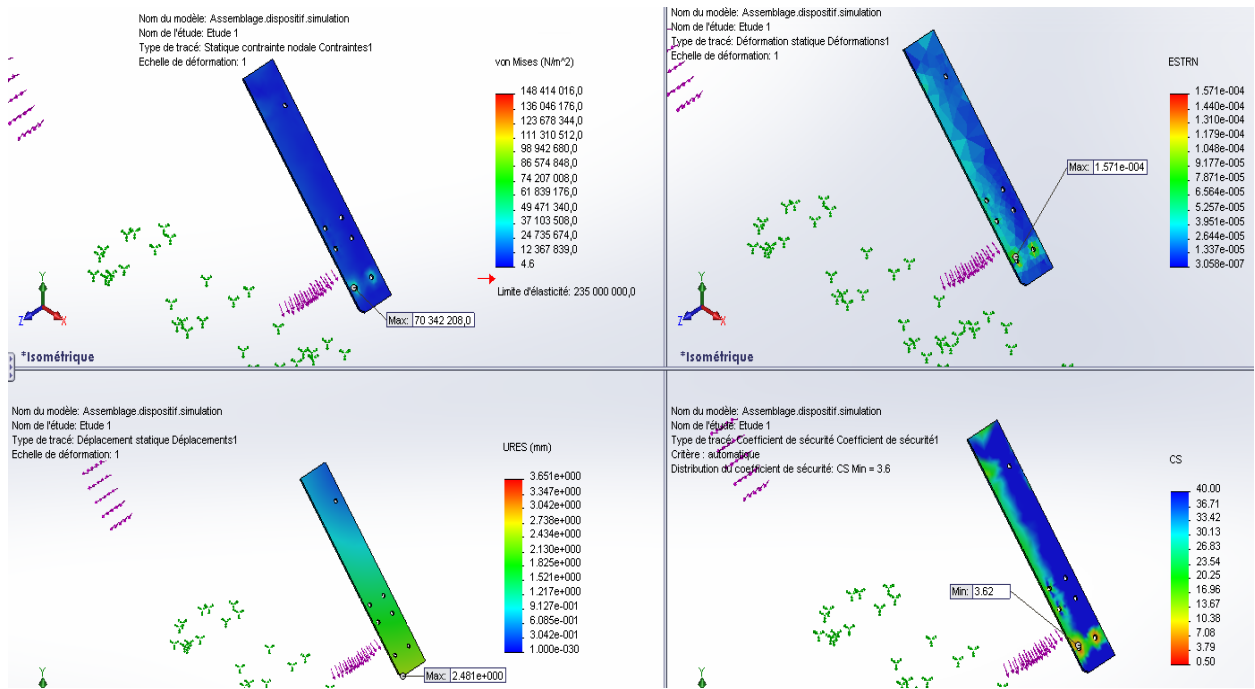 Nom du modèle: Assemblage.dispositif.simulation
Nom de l'étude: Etude 1
Type de tracé: Statique contrainte nodale Contraintes1
Echelle de déformation: 1
von Mises (N/m^2)
148 414 016,0
136 046 176,0
123 678 344,0
111 310 512,0
98 942 680,0
86 574 848,0
74 207 008,0
61 839 176,0
49 471 340,0
37 103 508,0
24 735 674,0
12 367 839,0
4.6
Limite d'élasticité: 235 000 000,0
Max: 70 342 208,0
Y
Z
X
*Isométrique
Nom du modèle: Assemblage.dispositif.simulation
Nom de l'étude: Etude 1
Type de tracé: Déformation statique Déformations1
Echelle de déformation: 1
ESTRN
1.571e-004
1.440e-004
1.310e-004
1.179e-004
1.048e-004
9.177e-005
7.871e-005
6.564e-005
5.257e-005
3.951e-005
2.644e-005
1.337e-005
3.058e-007
Max: 1.571e-004
Y
Z
X
*Isométrique
Nom du modèle: Assemblage.dispositif.simulation
Nom de l'étude: Etude 1
Type de tracé: Déplacement statique Déplacements1
Echelle de déformation: 1
URES (mm)
3.651e+000
3.347e+000
3.042e+000
2.738e+000
2.434e+000
2.130e+000
1.825e+000
1.521e+000
1.217e+000
9.127e-001
6.085e-001
3.042e-001
1.000e-030
Max: 2.481e+000
Y
Nom du modèle: Assemblage.dispositif.simulation
Nom de l'étude: Etude 1
Type de tracé: Coefficient de sécurité Coefficient de sécurité1
Critère : automatique
Distribution du coefficient de sécurité: CS Min = 3.6
CS
40.00
36.71
33.42
30.13
26.83
23.54
20.25
16.96
13.67
10.38
7.08
3.79
0.50
Min: 3.62
Y